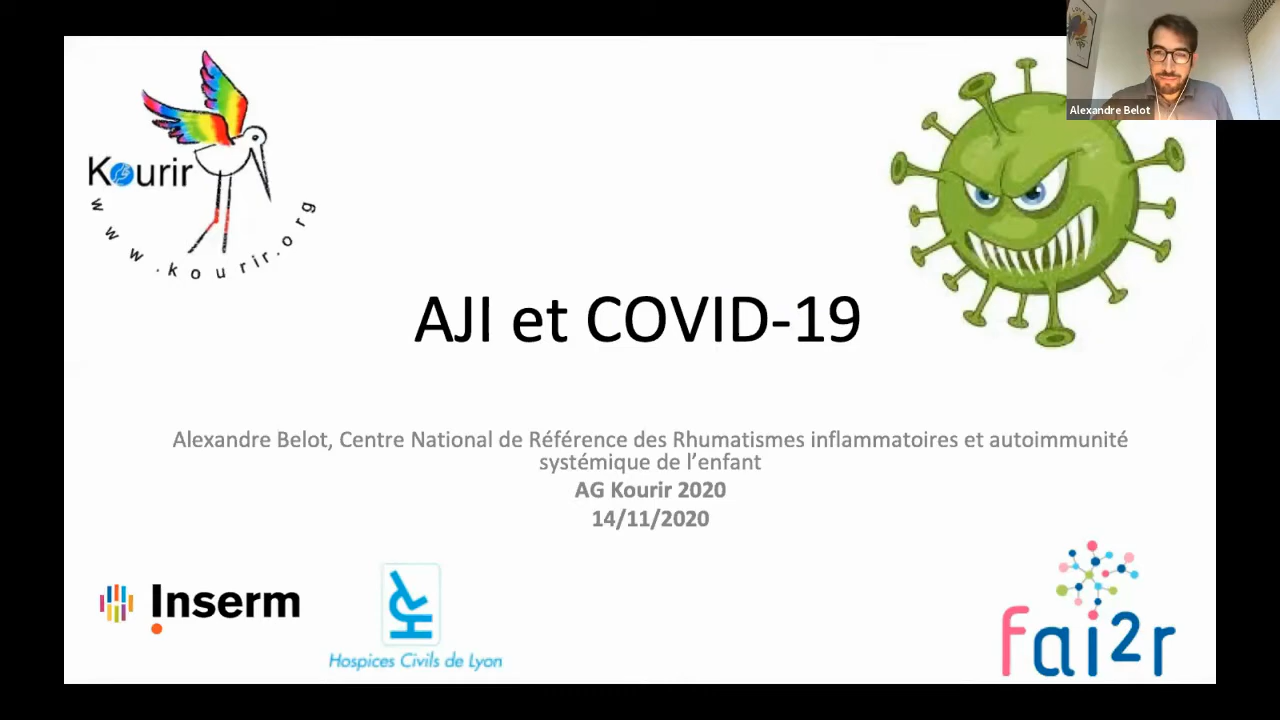 Alexandre Belot
Kourir
www.kourir.org
AJI et COVID-19
Alexandre Belot, Centre National de Référence des Rhumatismes inflammatoires et autoimmunité
systémique de l'enfant
AG Kourir 2020
14/11/2020
Inserm
Hospices Civils de Lyon
fai2r